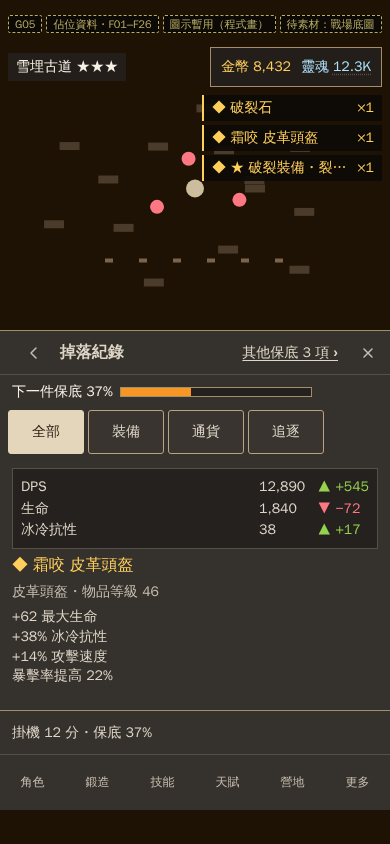 G05 佔位資料・F01–F26 圖示暫用（程式畫） 待素材：戰場底圖
雪埋古道 ★★★
金幣 8,432 靈魂 12.3K
◆ 破裂石 ×1
◆ 霜咬 皮革頭盔 ×1
◆ ★ 破裂裝備・裂⋯ ×1
‹ 掉落紀錄 其他保底 3 項 › ×
下一件保底 37%
全部 裝備 通貨 追逐
DPS 12,890 ▲ +545
生命 1,840 ▼ −72
冰冷抗性 38 ▲ +17
◆ 霜咬 皮革頭盔
皮革頭盔・物品等級 46
+62 最大生命
+38% 冰冷抗性
+14% 攻擊速度
暴擊率提高 22%
掛機 12 分・保底 37%
角色 鍛造 技能 天賦 營地 更多